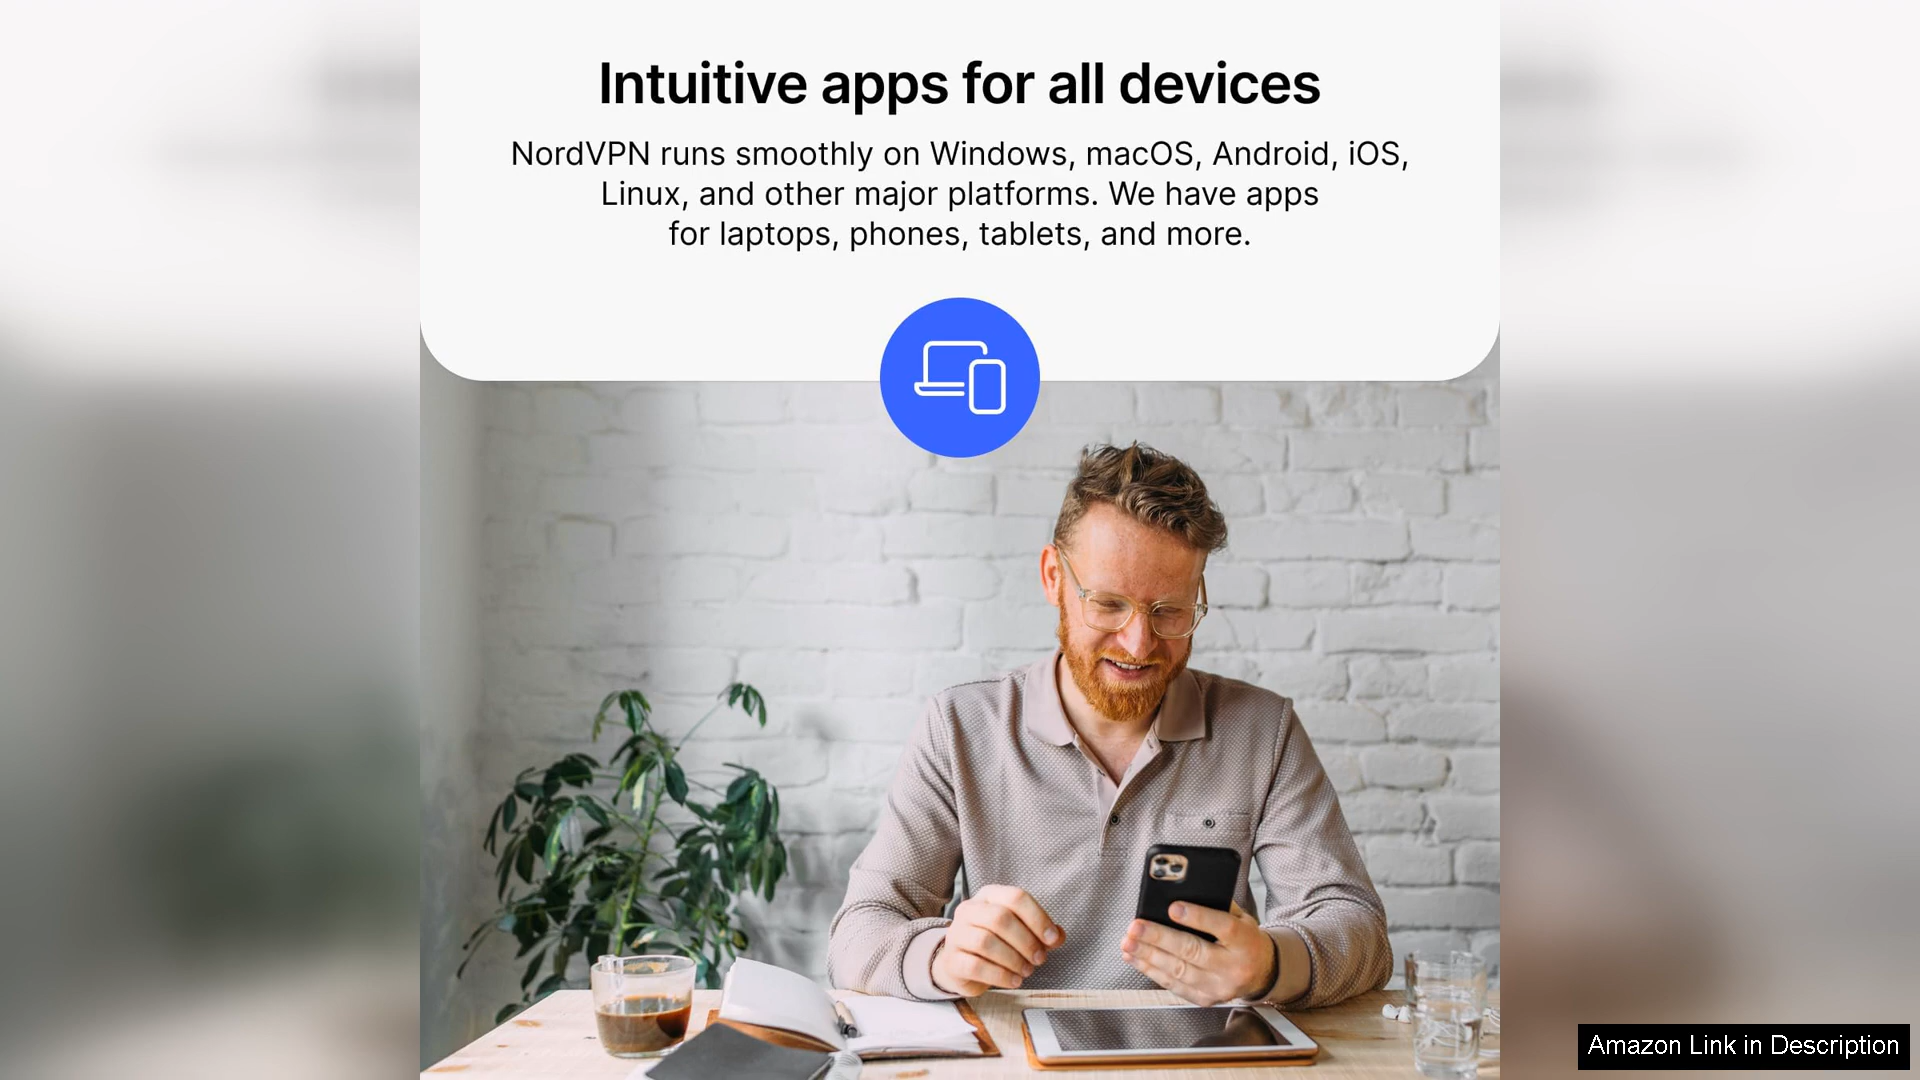 Intuitive apps for all devices
NordVPN runs smoothly on Windows, macOS, Android, iOS,
Linux, and other major platforms. We have apps
for laptops, phones, tablets, and more.
Amazon Link in Description